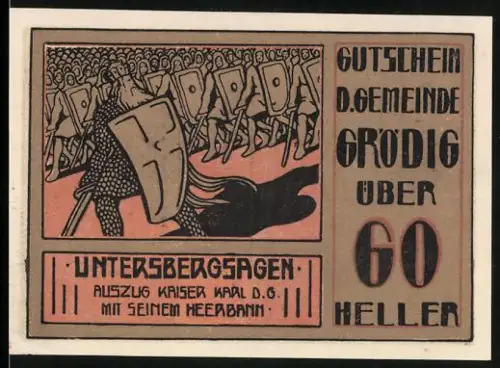 GUTSCHEIN
D. GEMEINDE
GRÖDIG
ÜBER
60
HELLER
· UNTERSBERGSAGEN ·
AUSZUG KAISER KARL D. G.
MIT SEINEM HEERBANN ·